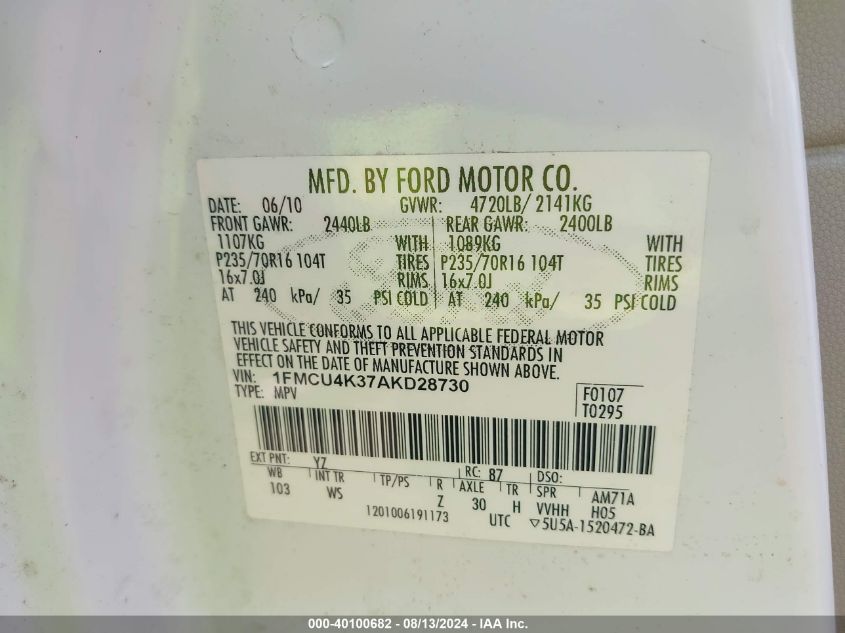 MFD. BY FORD MOTOR CO.
DATE: 06/10 GVWR: 4720LB/ 2141KG
FRONT GAWR: 2440LB REAR GAWR: 2400LB
1107KG WITH 1089KG WITH
P235/70R16 104T TIRES P235/70R16 104T TIRES
16x7.0J RIMS 16x7.0J RIMS
AT 240 kPa/ 35 PSI COLD AT 240 kPa/ 35 PSI COLD
THIS VEHICLE CONFORMS TO ALL APPLICABLE FEDERAL MOTOR
VEHICLE SAFETY AND THEFT PREVENTION STANDARDS IN
EFFECT ON THE DATE OF MANUFACTURE SHOWN ABOVE.
VIN: 1FMCU4K37AKD28730 F0107
TYPE: MPV T0295
EXT PNT: YZ RC: 87 DSO:
WB INT TR TP/PS R AXLE TR SPR AM71A
103 WS Z 30 H VVHH H05
1201006191173 UTC ▽5U5A-1520472-BA
000-40100682 - 08/13/2024 - IAA Inc.